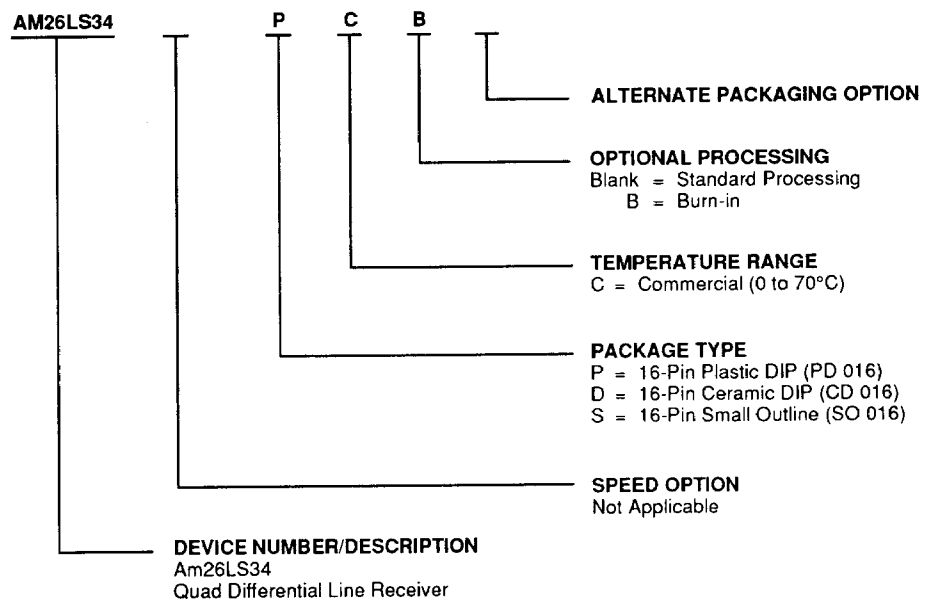 AM26LS34 P C B
ALTERNATE PACKAGING OPTION
OPTIONAL PROCESSING
Blank = Standard Processing
B = Burn-in
TEMPERATURE RANGE
C = Commercial (0 to 70°C)
PACKAGE TYPE
P = 16-Pin Plastic DIP (PD 016)
D = 16-Pin Ceramic DIP (CD 016)
S = 16-Pin Small Outline (SO 016)
SPEED OPTION
Not Applicable
DEVICE NUMBER/DESCRIPTION
Am26LS34
Quad Differential Line Receiver